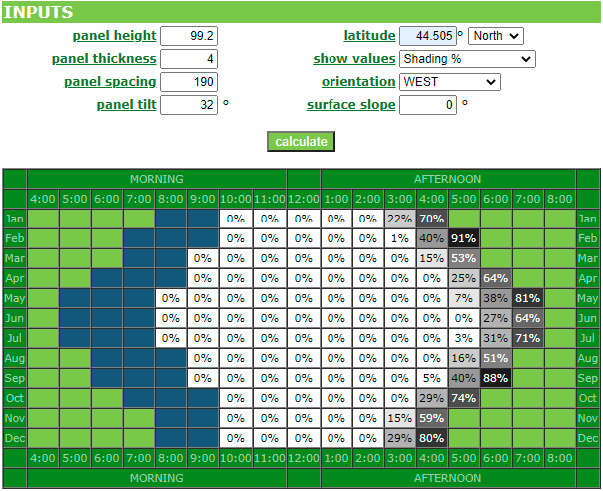 INPUTS
panel height 99.2 latitude 44.505 º North
panel thickness 4 show values Shading %
panel spacing 190 orientation WEST
panel tilt 32 º surface slope 0 º
calculate
MORNING AFTERNOON
4:00 5:00 6:00 7:00 8:00 9:00 10:00 11:00 12:00 1:00 2:00 3:00 4:00 5:00 6:00 7:00 8:00
Jan 0% 0% 0% 0% 0% 22% 70% Jan
Feb 0% 0% 0% 0% 0% 1% 40% 91% Feb
Mar 0% 0% 0% 0% 0% 0% 0% 15% 53% Mar
Apr 0% 0% 0% 0% 0% 0% 0% 0% 25% 64% Apr
May 0% 0% 0% 0% 0% 0% 0% 0% 0% 7% 38% 81% May
Jun 0% 0% 0% 0% 0% 0% 0% 0% 0% 0% 27% 64% Jun
Jul 0% 0% 0% 0% 0% 0% 0% 0% 0% 3% 31% 71% Jul
Aug 0% 0% 0% 0% 0% 0% 0% 0% 16% 51% Aug
Sep 0% 0% 0% 0% 0% 0% 0% 5% 40% 88% Sep
Oct 0% 0% 0% 0% 0% 0% 29% 74% Oct
Nov 0% 0% 0% 0% 0% 15% 59% Nov
Dec 0% 0% 0% 0% 0% 29% 80% Dec
4:00 5:00 6:00 7:00 8:00 9:00 10:00 11:00 12:00 1:00 2:00 3:00 4:00 5:00 6:00 7:00 8:00
MORNING AFTERNOON